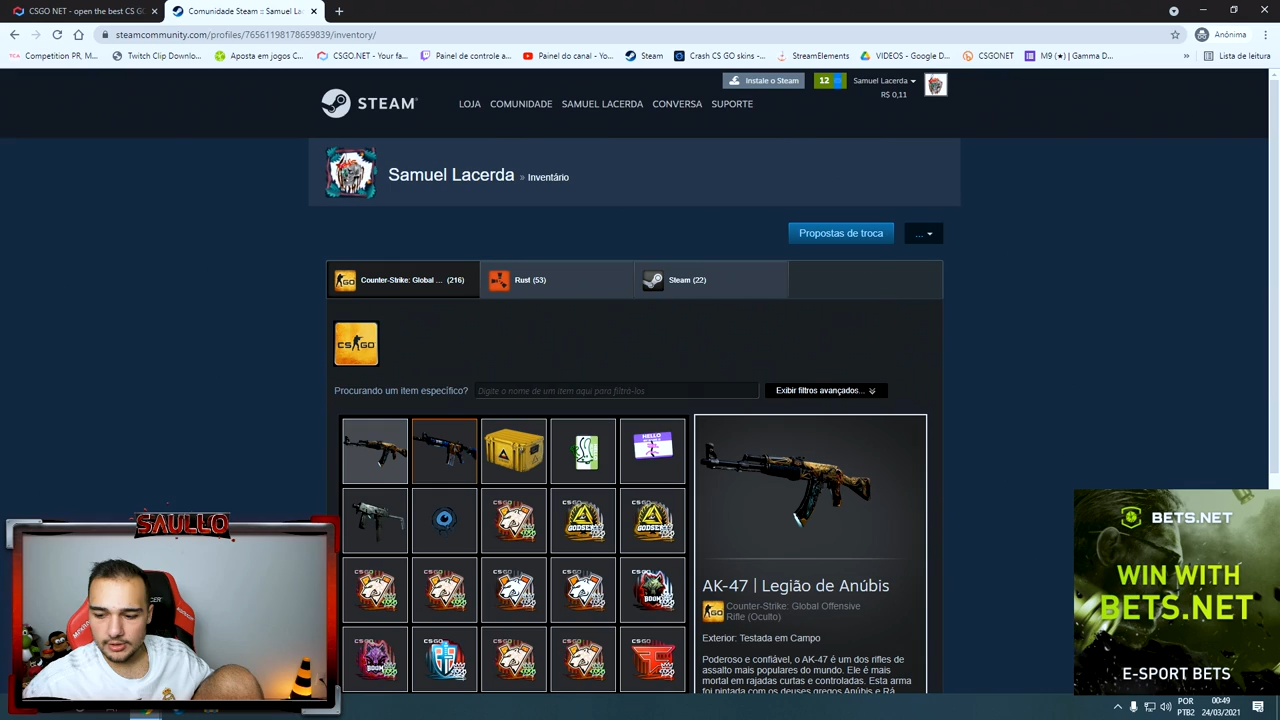 CSGO NET - open the best CS GO
Comunidade Steam :: Samuel La
steamcommunity.com/profiles/76561198178659839/inventory/
Anônima
Competition PR_Ho...
Twitch Clip Downlo...
Aposta em jogos C...
CSGO.NET - Your fa...
Painel de controle a...
Painel do canal - Yo...
Steam
Crash CS GO skins -...
StreamElements
VIDEOS - Google D...
CSGONET
M9 (★) | Gamma D...
»
Lista de leitura
Instale o Steam
12
Samuel Lacerda
R$ 0,11
STEAM
LOJA COMUNIDADE SAMUEL LACERDA CONVERSA SUPORTE
Samuel Lacerda » Inventário
Propostas de troca
...
Counter-Strike: Global ... (216)
Rust (53)
Steam (22)
CS GO
Procurando um item específico?
Digite o nome de um item aqui para filtrá-los
Exibir filtros avançados...
AK-47 | Legião de Anúbis
Counter-Strike: Global Offensive
Rifle (Oculto)
Exterior: Testada em Campo
Poderoso e confiável, o AK-47 é um dos rifles de
assalto mais populares do mundo. Ele é mais
mortal em rajadas curtas e controladas. Esta arma
foi pintada com os deuses gregos Anúbis e Rá
SAULLO
BETS.NET
WIN WITH
BETS.NET
E-SPORT BETS
POR
PTB2
00:49
24/03/2021